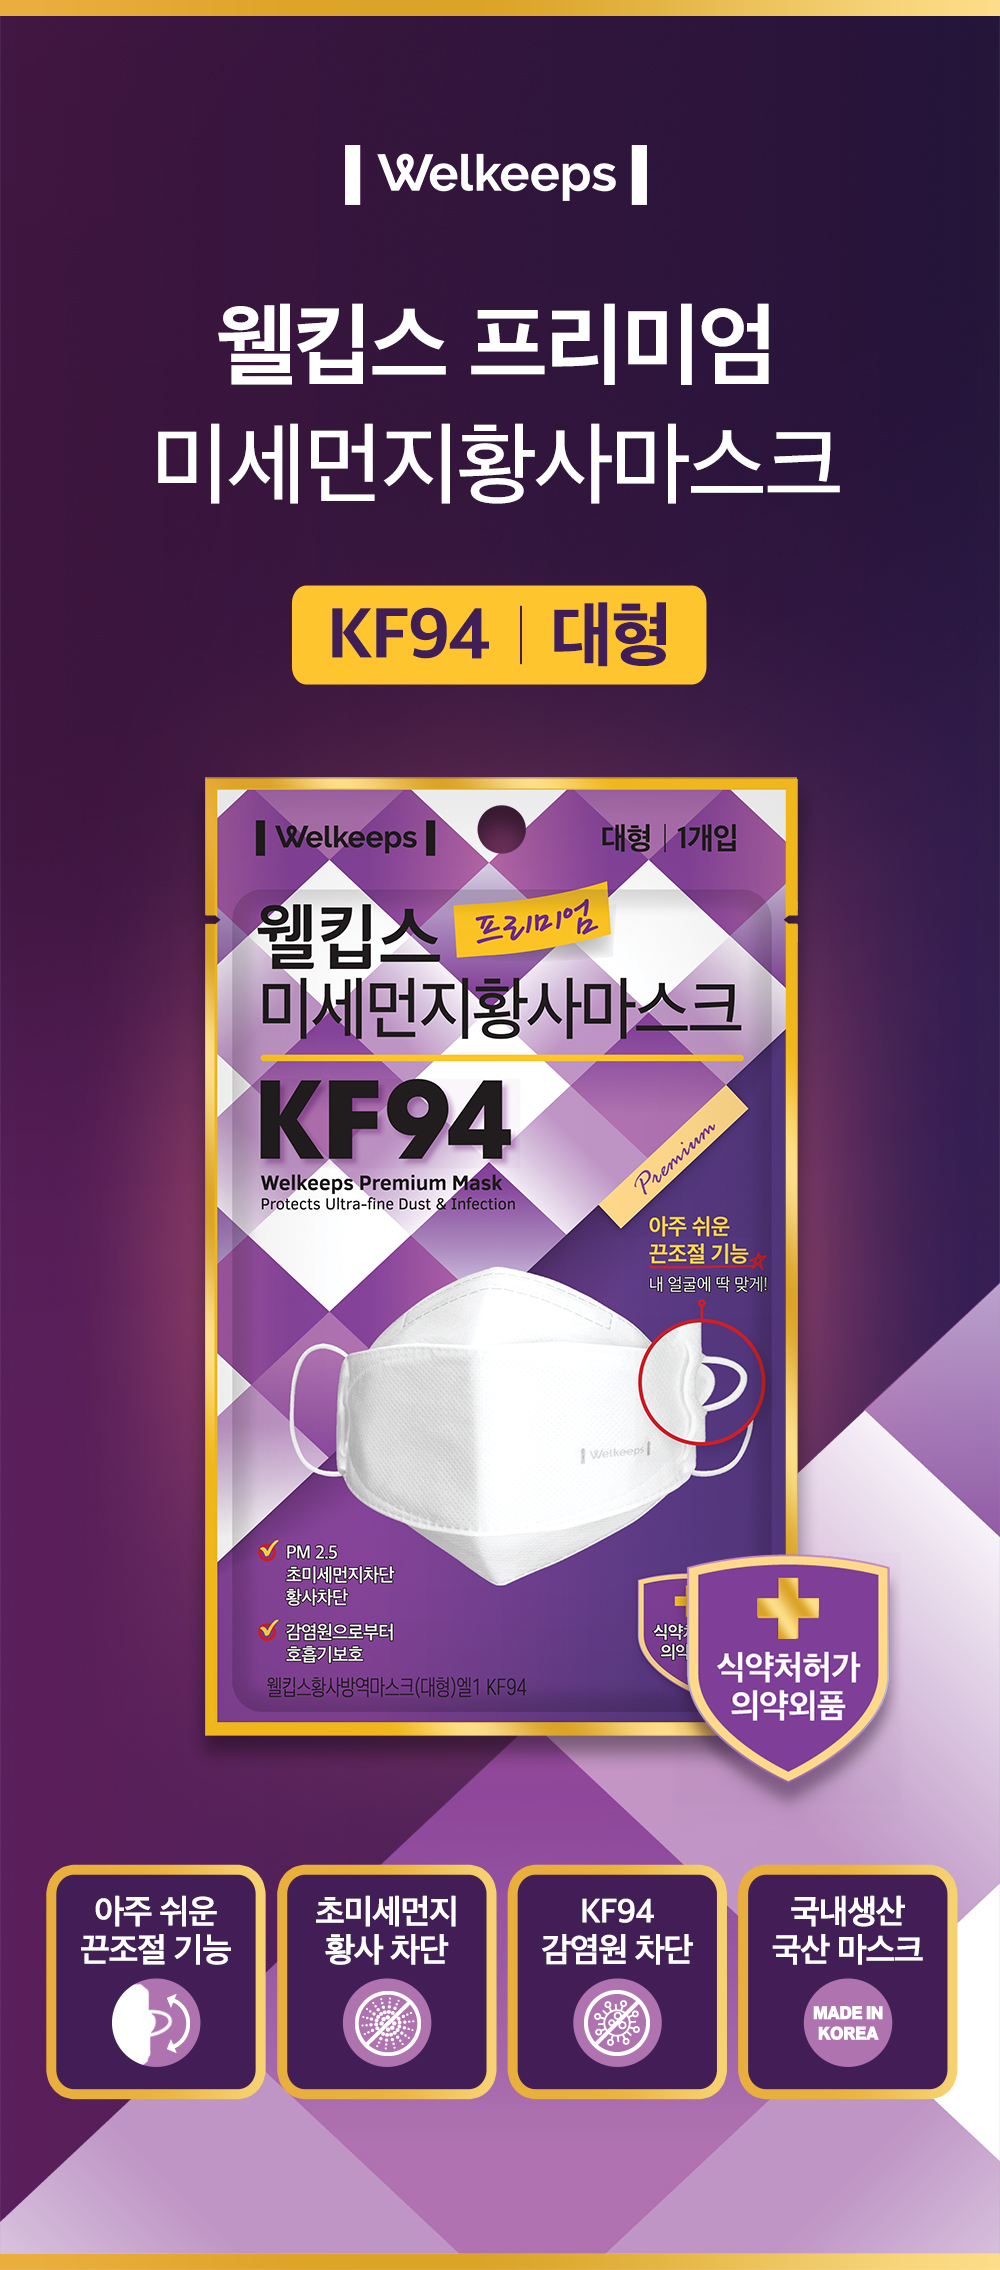 Welkeeps
웰킵스 프리미엄
미세먼지황사마스크
KF94 | 대형
Welkeeps
대형 | 1개입
웰킵스 프리미엄
미세먼지황사마스크
KF94
Welkeeps Premium Mask
Protects Ultra-fine Dust & Infection
Premium
아주 쉬운
끈조절 기능
내 얼굴에 딱 맞게!
Welkeeps
PM 2.5
초미세먼지차단
황사차단
감염원으로부터
호흡기보호
웰킵스황사방역마스크(대형)엘1 KF94
식약처허가
의약외품
아주 쉬운
끈조절 기능
초미세먼지
황사 차단
KF94
감염원 차단
국내생산
국산 마스크
MADE IN
KOREA